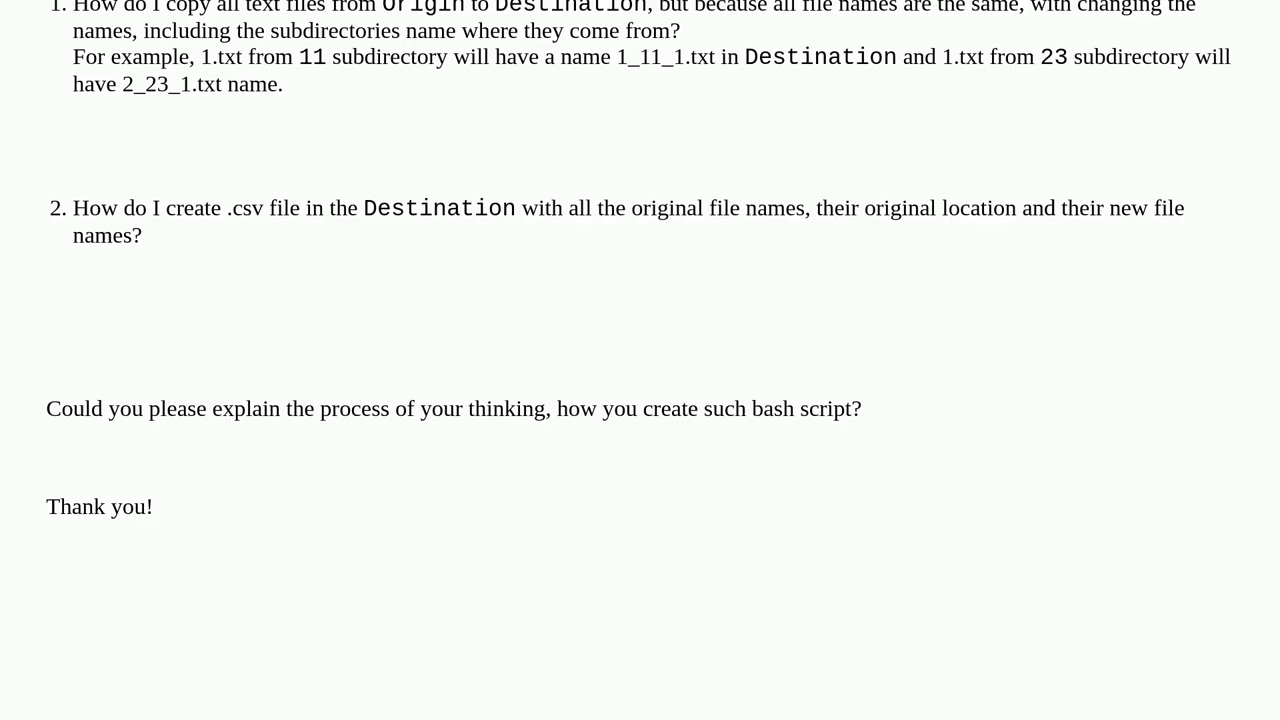 1. How do I copy all text files from Origin to Destination, but because all file names are the same, with changing the
names, including the subdirectories name where they come from?
For example, 1.txt from 11 subdirectory will have a name 1_11_1.txt in Destination and 1.txt from 23 subdirectory will
have 2_23_1.txt name.
2. How do I create .csv file in the Destination with all the original file names, their original location and their new file
names?
Could you please explain the process of your thinking, how you create such bash script?
Thank you!